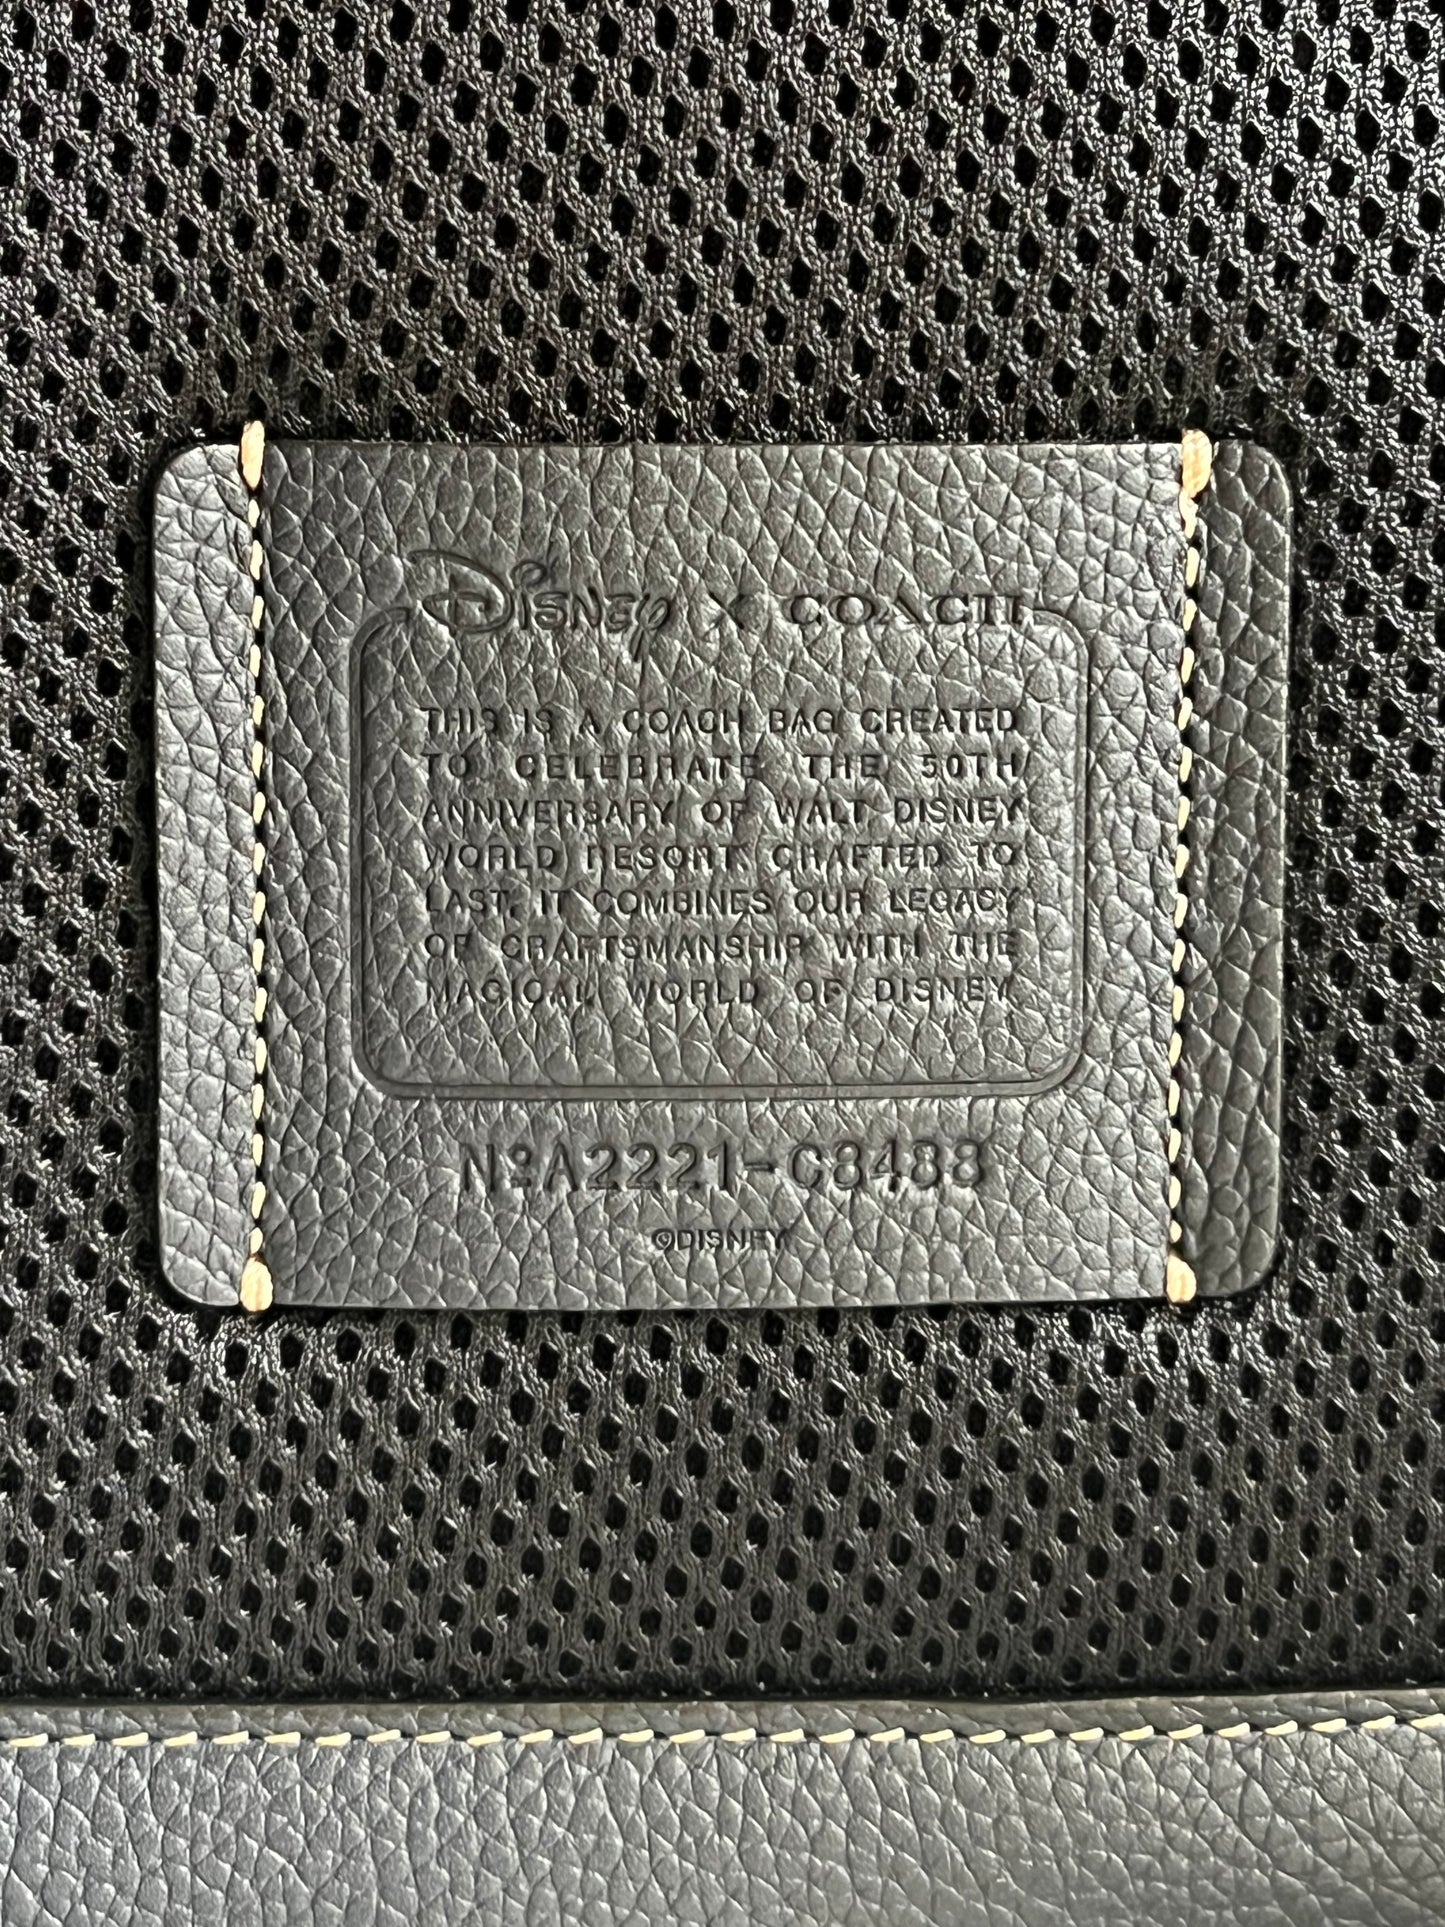 Disney X COACH
THIS IS A COACH BAG CREATED
TO CELEBRATE THE 50TH
ANNIVERSARY OF WALT DISNEY
WORLD RESORT. CRAFTED TO
LAST, IT COMBINES OUR LEGACY
OF CRAFTSMANSHIP WITH THE
MAGICAL WORLD OF DISNEY.
Nº A2221-C8488
©DISNEY